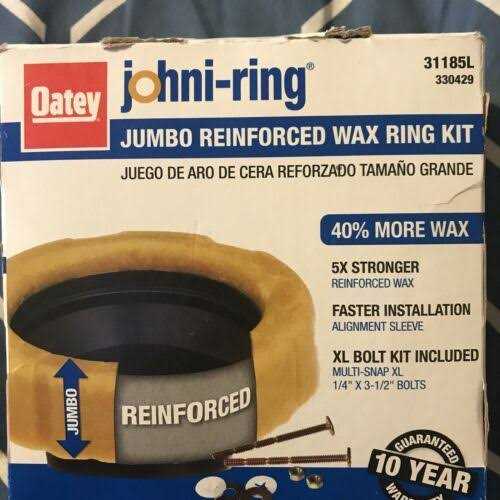 Oatey
johni-ring®
31185L
330429
JUMBO REINFORCED WAX RING KIT
JUEGO DE ARO DE CERA REFORZADO TAMAÑO GRANDE
40% MORE WAX
5X STRONGER
REINFORCED WAX
FASTER INSTALLATION
ALIGNMENT SLEEVE
XL BOLT KIT INCLUDED
MULTI-SNAP XL
1/4" X 3-1/2" BOLTS
JUMBO
REINFORCED
GUARANTEED
10 YEAR